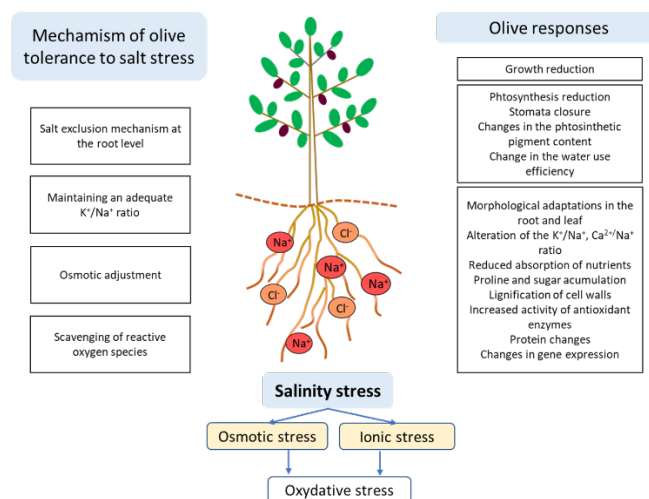 Mechanism of olive
tolerance to salt stress
Salt exclusion mechanism at
the root level
Maintaining an adequate
K⁺/Na⁺ ratio
Osmotic adjustment
Scavenging of reactive
oxygen species
Na⁺
Cl⁻
Na⁺
Na⁺
Cl⁻
Cl⁻
Na⁺
Salinity stress
Osmotic stress
Ionic stress
Oxydative stress
Olive responses
Growth reduction
Phtosynthesis reduction
Stomata closure
Changes in the phtosinthetic
pigment content
Change in the water use
efficiency
Morphological adaptations in the
root and leaf
Alteration of the K⁺/Na⁺, Ca²⁺/Na⁺
ratio
Reduced absorption of nutrients
Proline and sugar acumulation
Lignification of cell walls
Increased activity of antioxidant
enzymes
Protein changes
Changes in gene expression